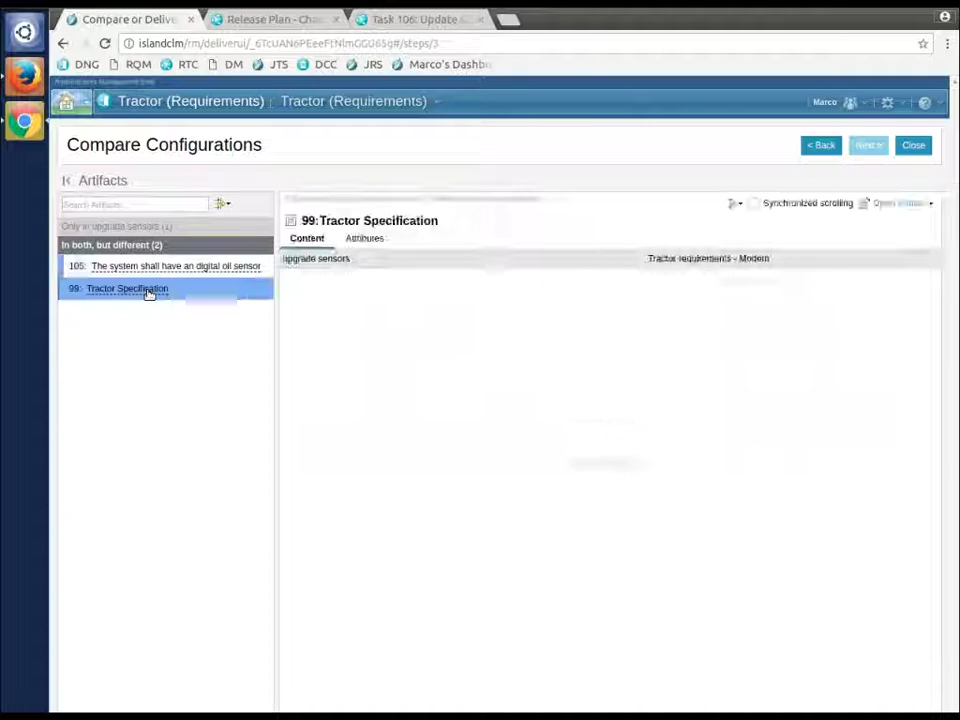 Compare or Delive
Release Plan - Cha
Task 106: Update
islandclm/rm/deliverui/_6TcUAN6PEeeFtNlmGGU65g#/steps/3
DNG RQM RTC DM JTS DCC JRS Marco's Dashbo
Tractor (Requirements) Tractor (Requirements)
Marco
Compare Configurations
< Back
Next >
Close
Artifacts
Search Artifacts...
Only in upgrade sensors (1)
In both, but different (2)
105: The system shall have an digital oil sensor
99: Tractor Specification
Synchronized scrolling
99:Tractor Specification
Content Attributes
upgrade sensors
Tractor requirements - Modern